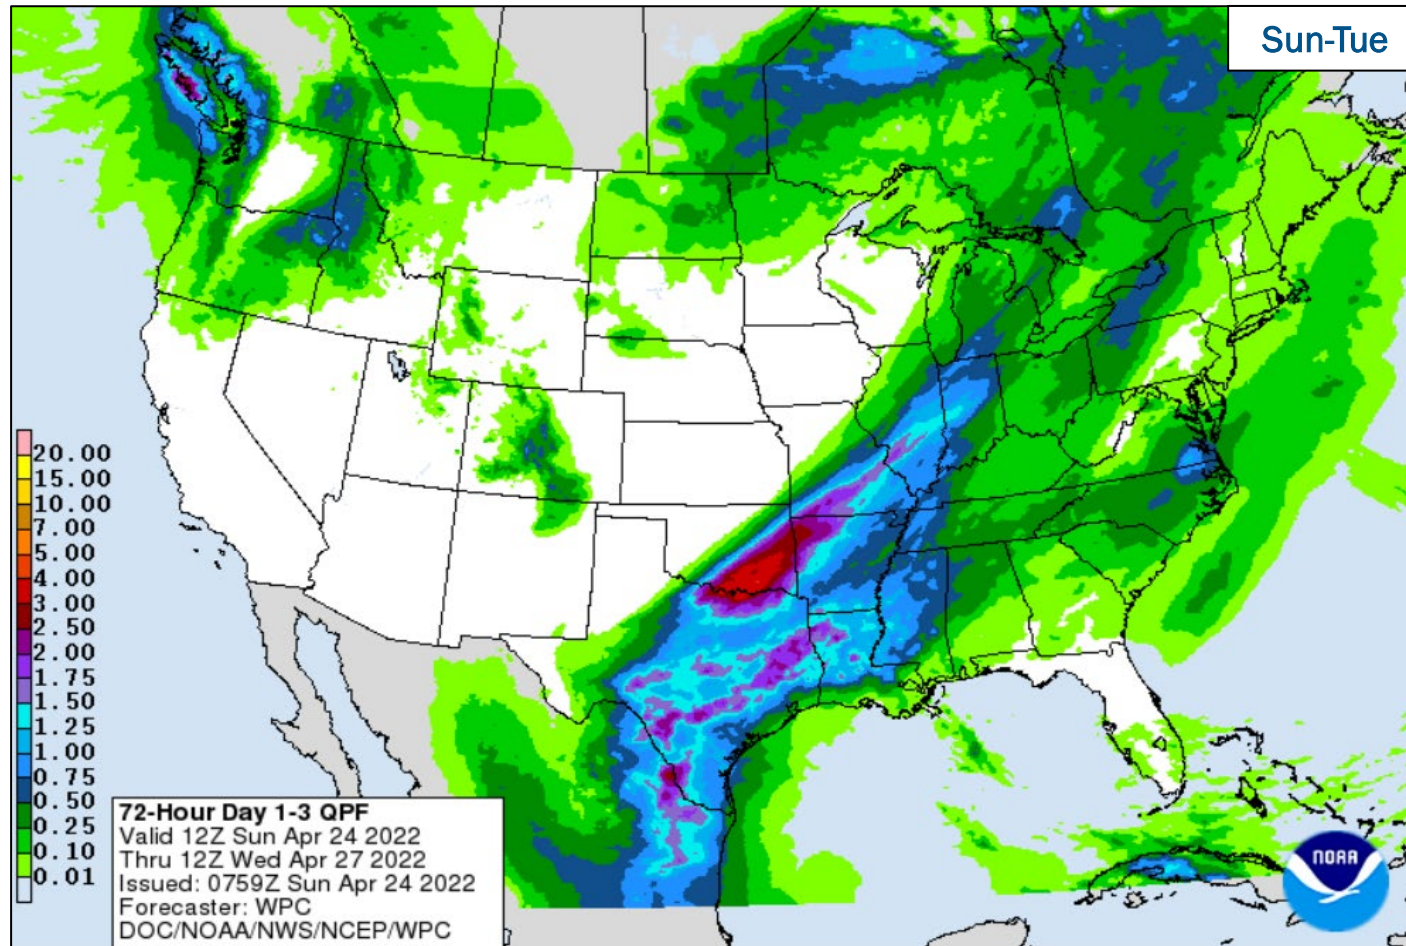 Sun-Tue
20.00
15.00
10.00
7.00
5.00
4.00
3.00
2.50
2.00
1.75
1.50
1.25
1.00
0.75
0.50
0.25
0.10
0.01
72-Hour Day 1-3 QPF
Valid 12Z Sun Apr 24 2022
Thru 12Z Wed Apr 27 2022
Issued: 0759Z Sun Apr 24 2022
Forecaster: WPC
DOC/NOAA/NWS/NCEP/WPC
NOAA